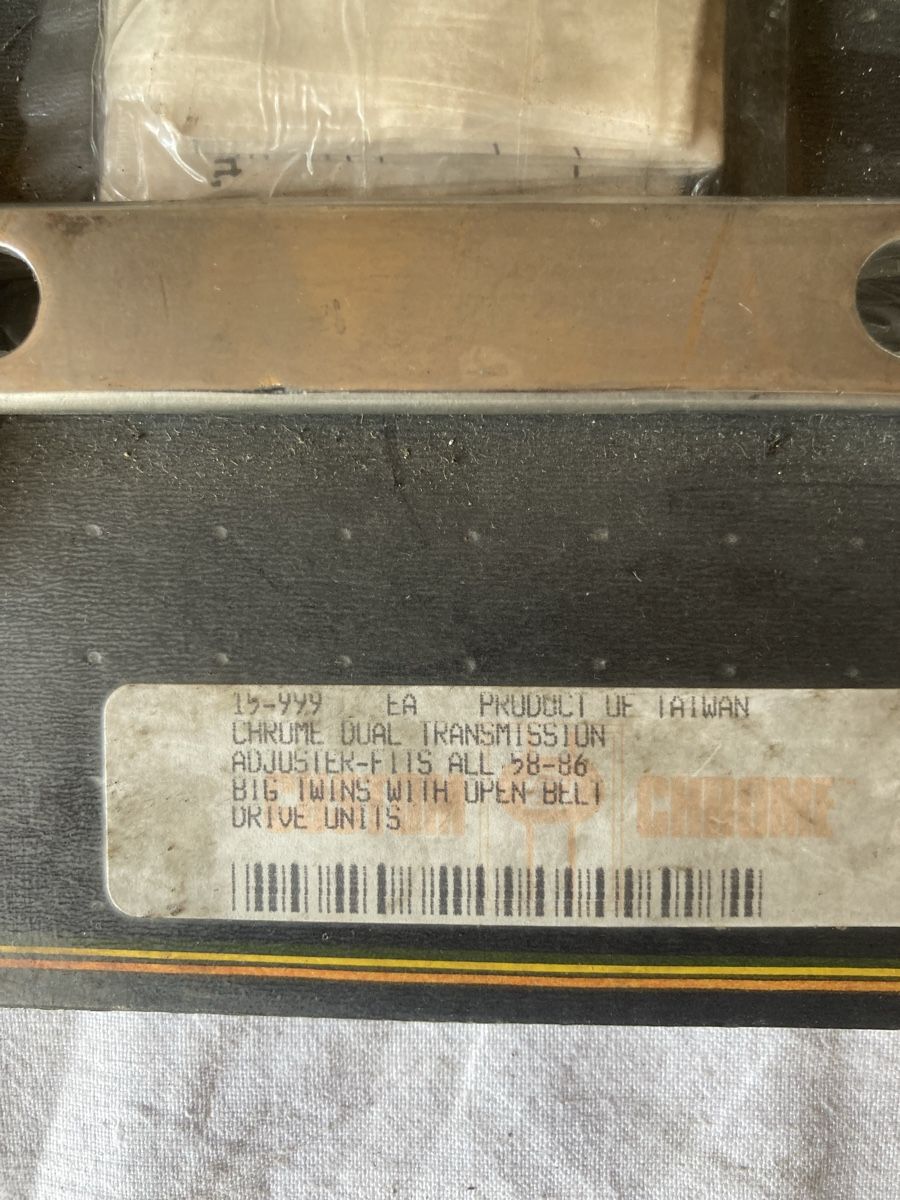 15-999 EA PRODUCT OF TAIWAN
CHROME DUAL TRANSMISSION
ADJUSTER-FITS ALL 58-86
BIG TWINS WITH OPEN BELT
DRIVE UNITS
CUSTOM CHROME